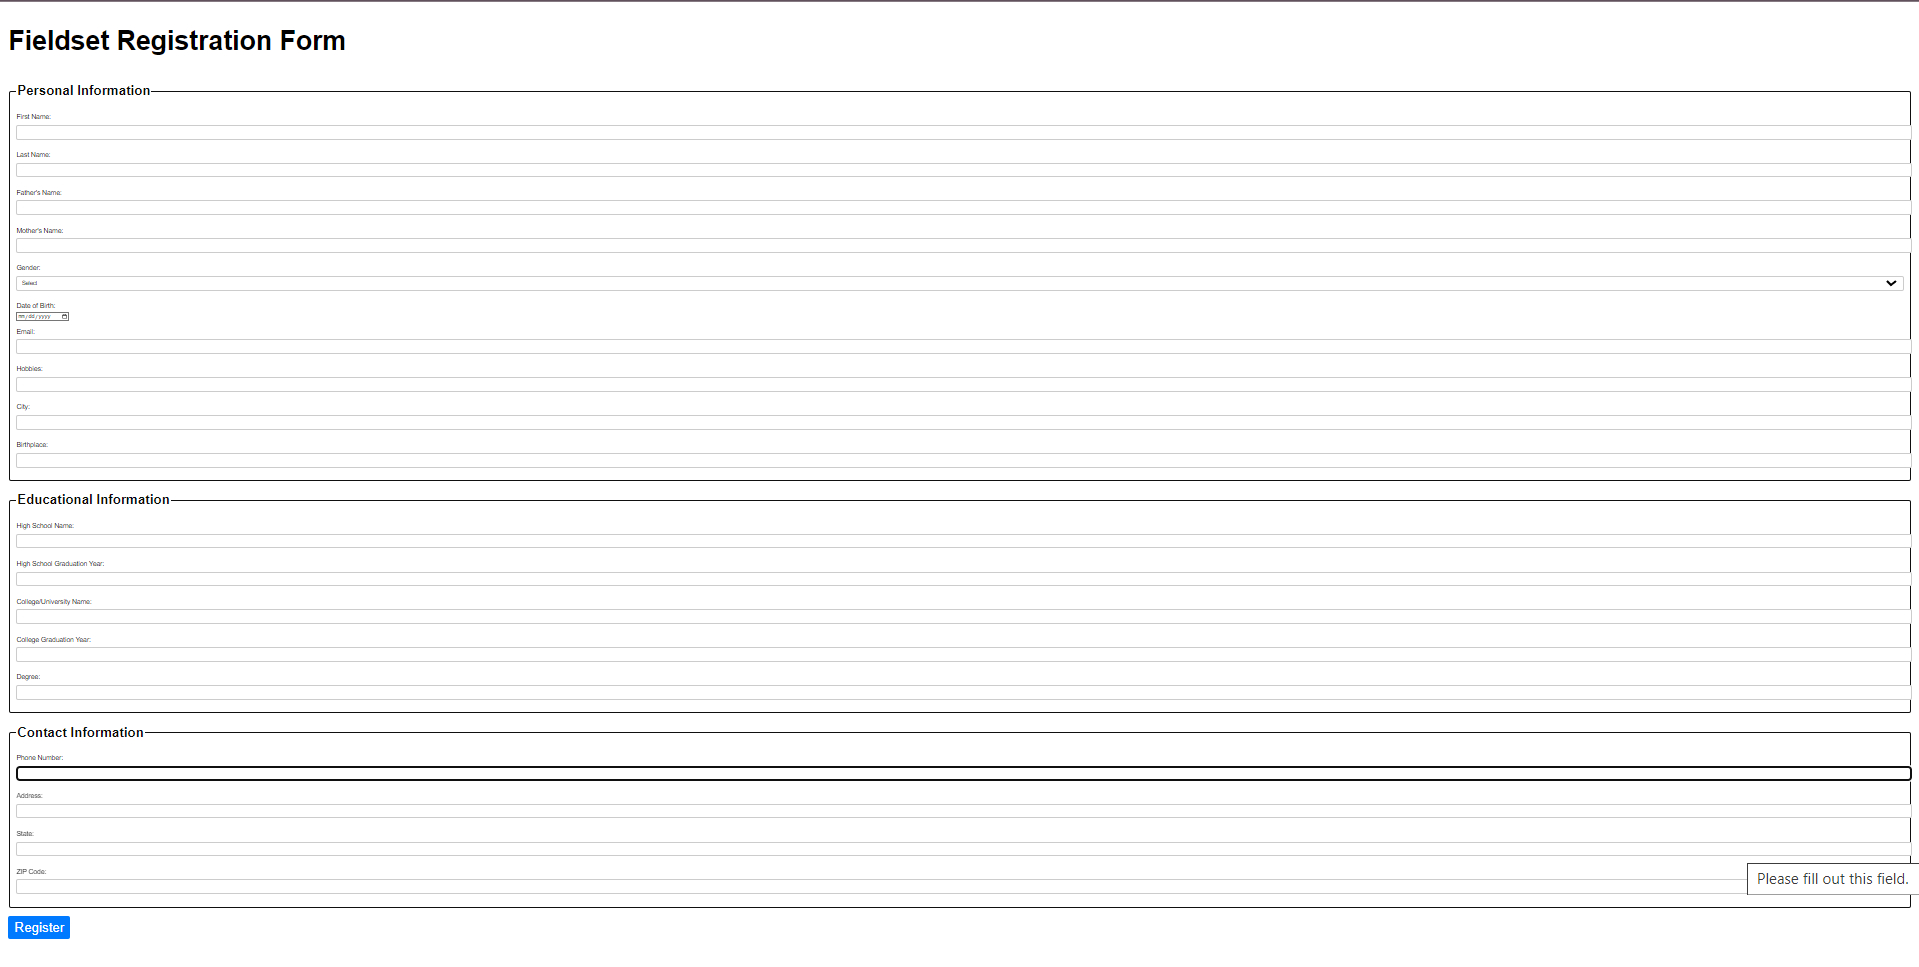 Fieldset Registration Form
Personal Information
First Name:
Last Name:
Father's Name:
Mother's Name:
Gender:
Select
Date of Birth:
mm/dd/yyyy
Email:
Hobbies:
City:
Birthplace:
Educational Information
High School Name:
High School Graduation Year:
College/University Name:
College Graduation Year:
Degree:
Contact Information
Phone Number:
Address:
State:
ZIP Code:
Please fill out this field.
Register